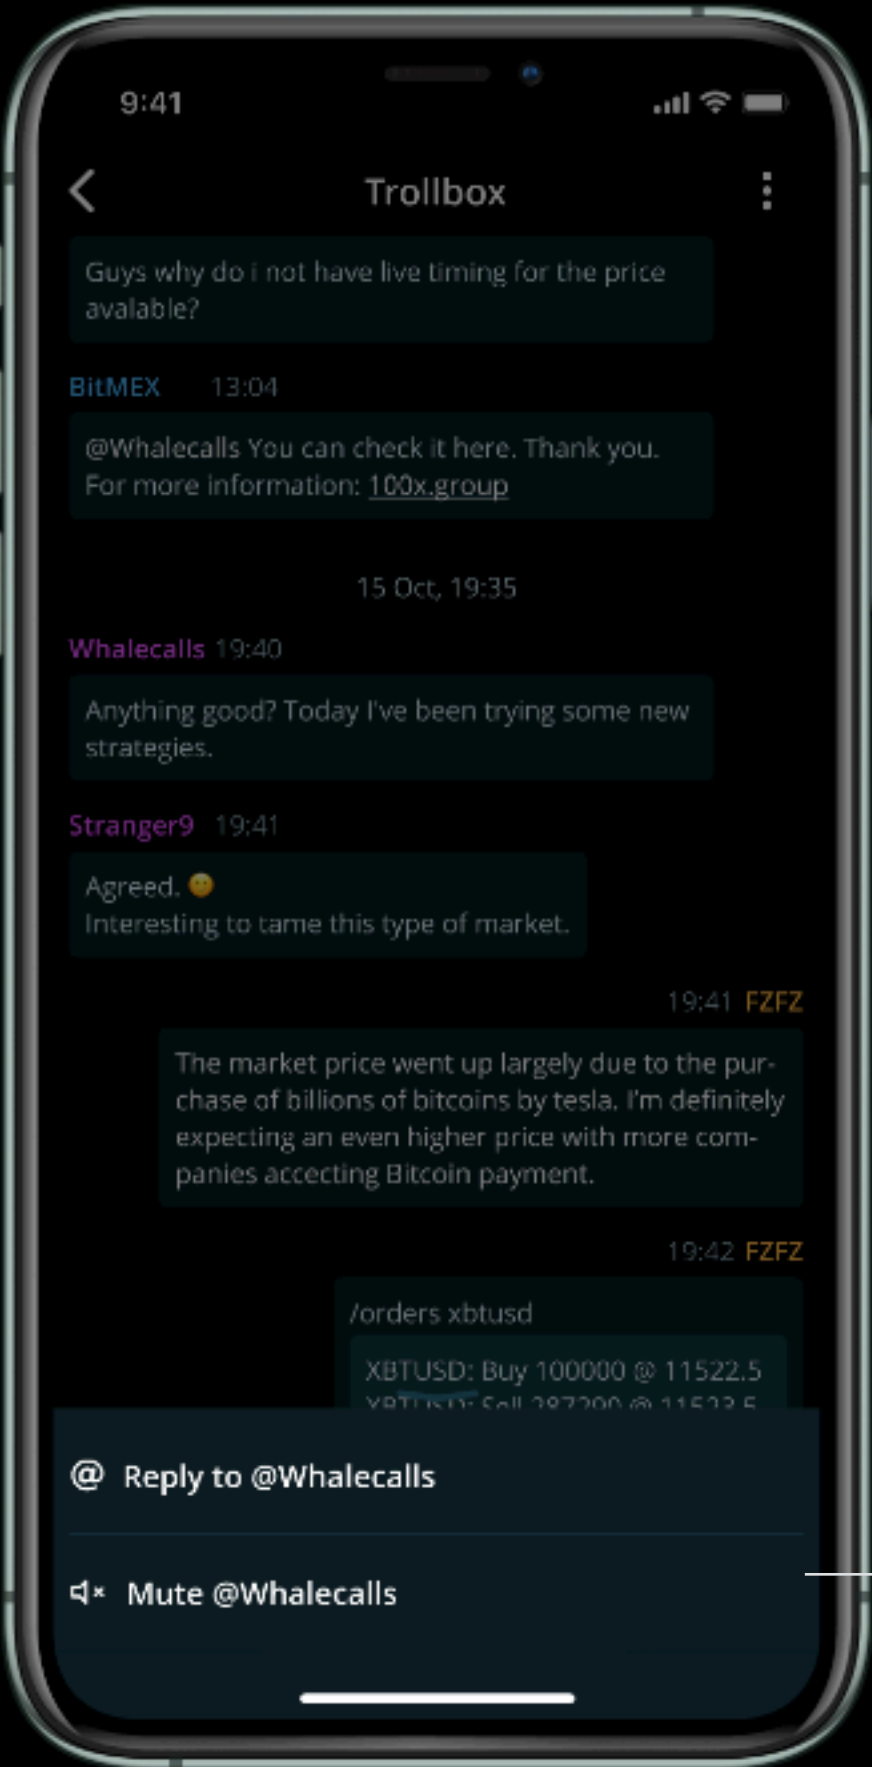 9:41
Trollbox
Guys why do i not have live timing for the price
avalable?
BitMEX 13:04
@Whalecalls You can check it here. Thank you.
For more information: 100x.group
15 Oct, 19:35
Whalecalls 19:40
Anything good? Today I've been trying some new
strategies.
Stranger9 19:41
Agreed. 😶
Interesting to tame this type of market.
19:41 FZFZ
The market price went up largely due to the pur-
chase of billions of bitcoins by tesla. I'm definitely
expecting an even higher price with more com-
panies accecting Bitcoin payment.
19:42 FZFZ
/orders xbtusd
XBTUSD: Buy 100000 @ 11522.5
XBTUSD: Sell 287290 @ 11523.5
@ Reply to @Whalecalls
Mute @Whalecalls